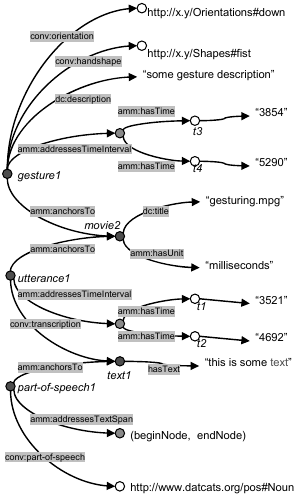 conv:orientation
http://x.y/Orientations#down
conv:handshape
http://x.y/Shapes#fist
dc:description
"some gesture description"
amm:hasTime
t3
"3854"
amm:addressesTimeInterval
amm:hasTime
t4
"5290"
gesture1
amm:anchorsTo
dc:title
"gesturing.mpg"
movie2
amm:anchorsTo
amm:hasUnit
"milliseconds"
utterance1
amm:addressesTimeInterval
amm:hasTime
t1
"3521"
conv:transcription
amm:hasTime
t2
"4692"
amm:anchorsTo
text1
hasText
"this is some text"
part-of-speech1
amm:addressesTextSpan
(beginNode, endNode)
conv:part-of-speech
http://www.datcats.org/pos#Noun